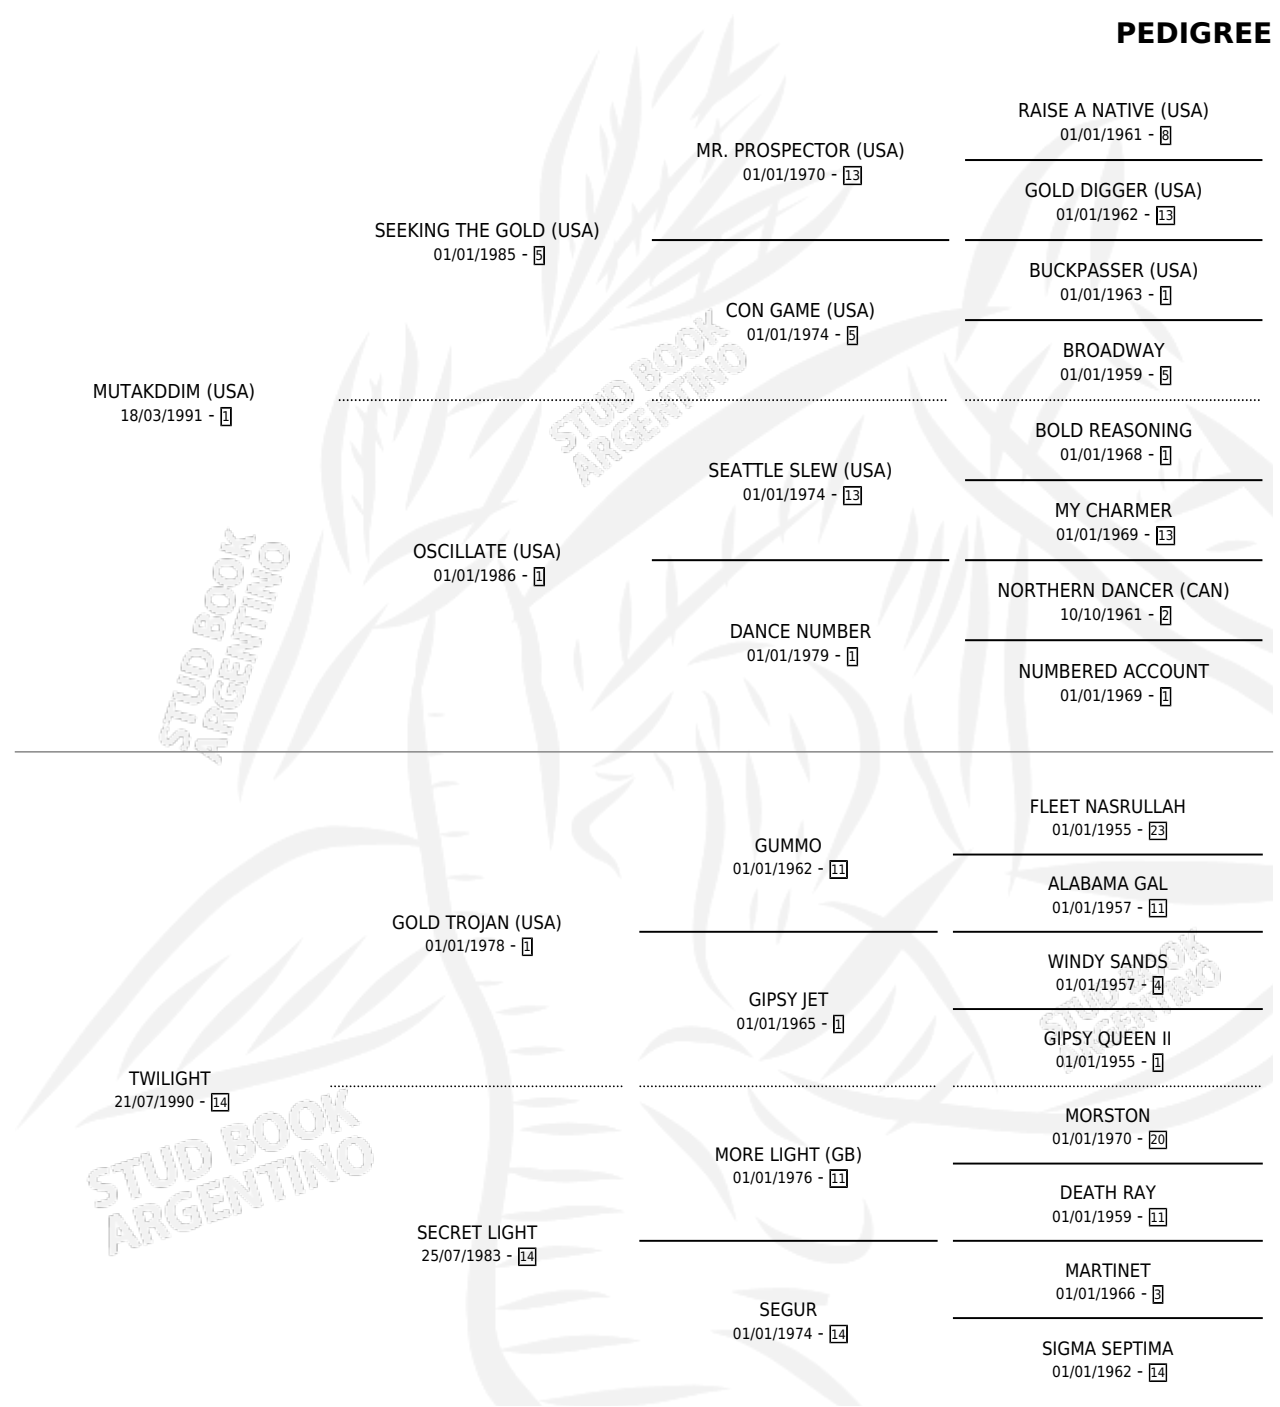 PEDIGREE
RAISE A NATIVE (USA)
01/01/1961 - 8
MR. PROSPECTOR (USA)
01/01/1970 - 13
GOLD DIGGER (USA)
01/01/1962 - 13
SEEKING THE GOLD (USA)
01/01/1985 - 5
BUCKPASSER (USA)
01/01/1963 - 1
CON GAME (USA)
01/01/1974 - 5
BROADWAY
01/01/1959 - 5
MUTAKDDIM (USA)
18/03/1991 - 1
STUD BOOK
ARGENTINO
BOLD REASONING
01/01/1968 - 1
SEATTLE SLEW (USA)
01/01/1974 - 13
MY CHARMER
01/01/1969 - 13
OSCILLATE (USA)
01/01/1986 - 1
NORTHERN DANCER (CAN)
10/10/1961 - 2
DANCE NUMBER
01/01/1979 - 1
NUMBERED ACCOUNT
01/01/1969 - 1
STUD BOOK
ARGENTINO
FLEET NASRULLAH
01/01/1955 - 23
GUMMO
01/01/1962 - 11
ALABAMA GAL
01/01/1957 - 11
GOLD TROJAN (USA)
01/01/1978 - 1
WINDY SANDS
01/01/1957 - 4
GIPSY JET
01/01/1965 - 1
STUD BOOK
ARGENTINO
GIPSY QUEEN II
01/01/1955 - 1
TWILIGHT
21/07/1990 - 14
STUD BOOK
ARGENTINO
MORSTON
01/01/1970 - 20
MORE LIGHT (GB)
01/01/1976 - 11
DEATH RAY
01/01/1959 - 11
SECRET LIGHT
25/07/1983 - 14
MARTINET
01/01/1966 - 3
SEGUR
01/01/1974 - 14
SIGMA SEPTIMA
01/01/1962 - 14